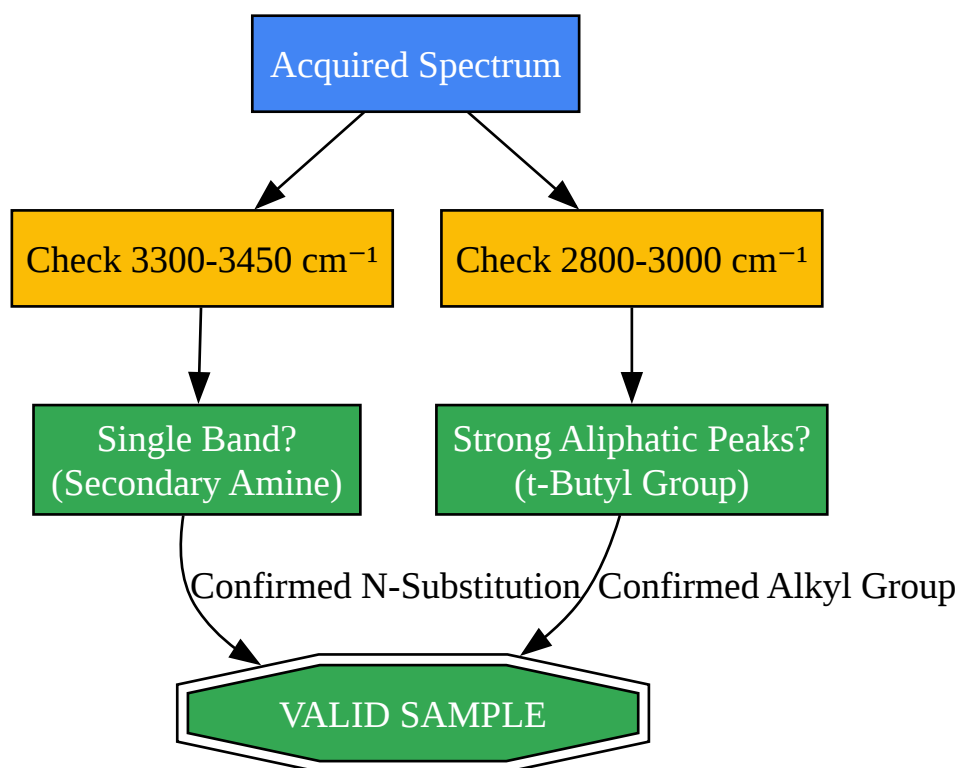 Acquired Spectrum
Check 3300-3450 cm⁻¹
Check 2800-3000 cm⁻¹
Single Band?
(Secondary Amine)
Strong Aliphatic Peaks?
(t-Butyl Group)
Confirmed N-Substitution
Confirmed Alkyl Group
VALID SAMPLE